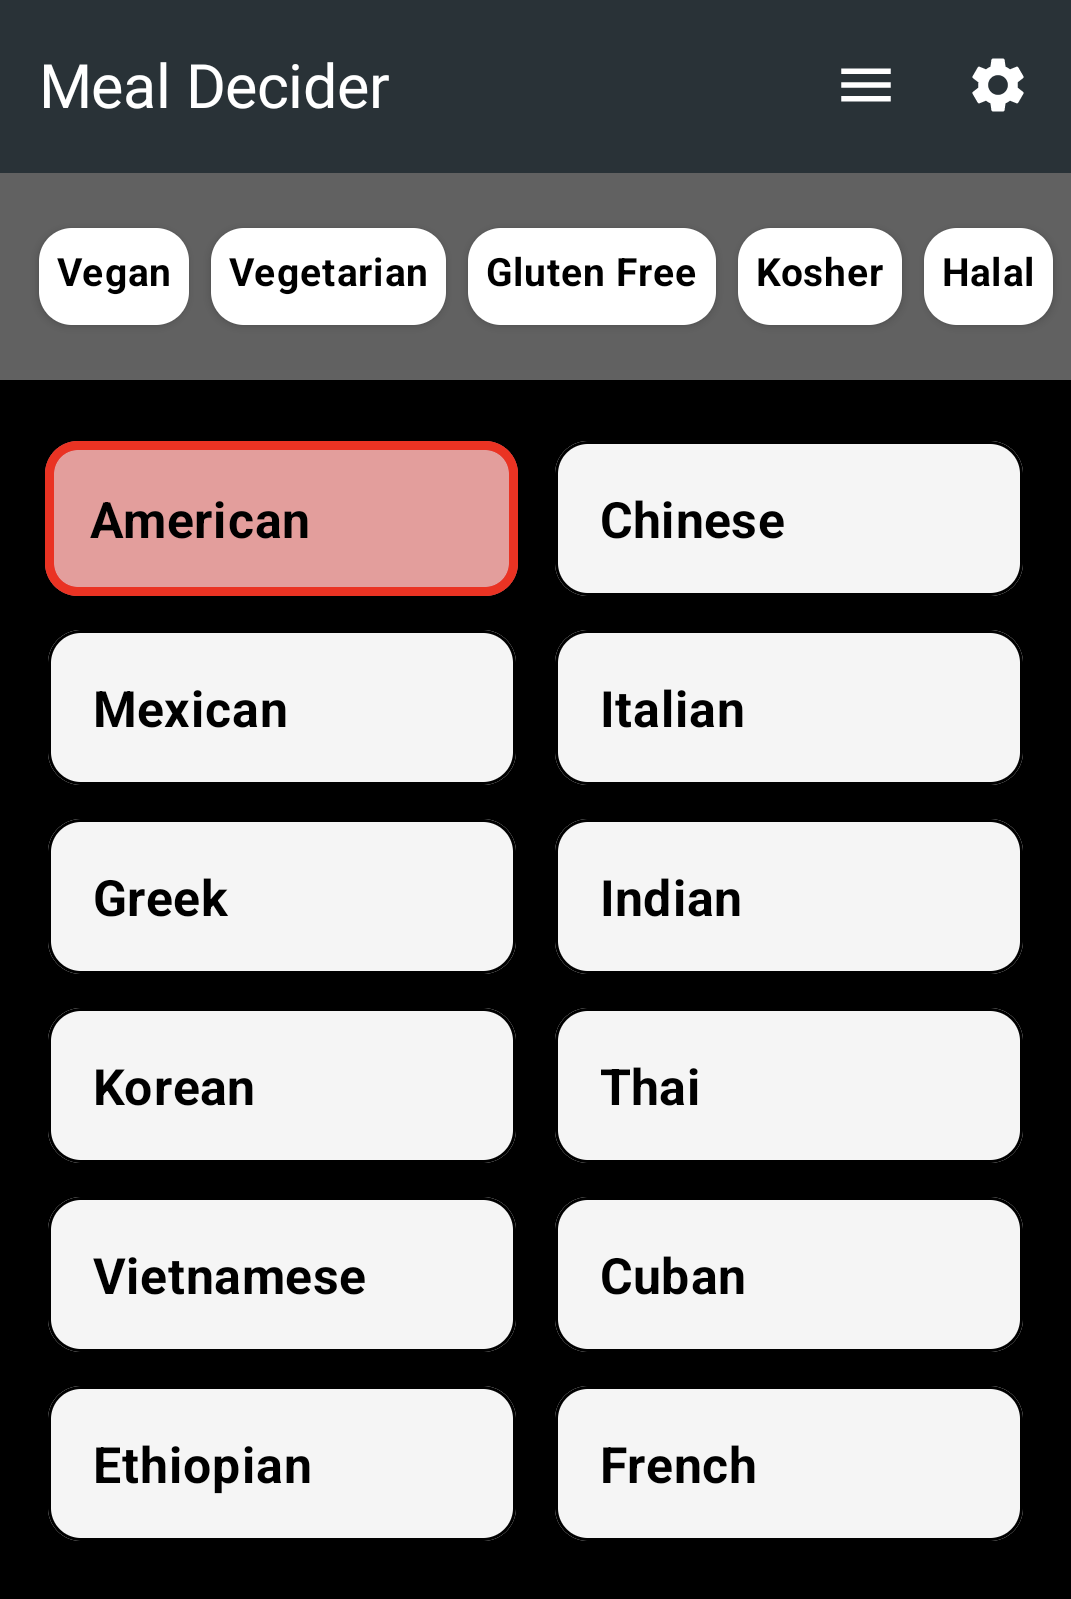 Meal Decider
Vegan Vegetarian Gluten Free Kosher Halal
American Chinese
Mexican Italian
Greek Indian
Korean Thai
Vietnamese Cuban
Ethiopian French